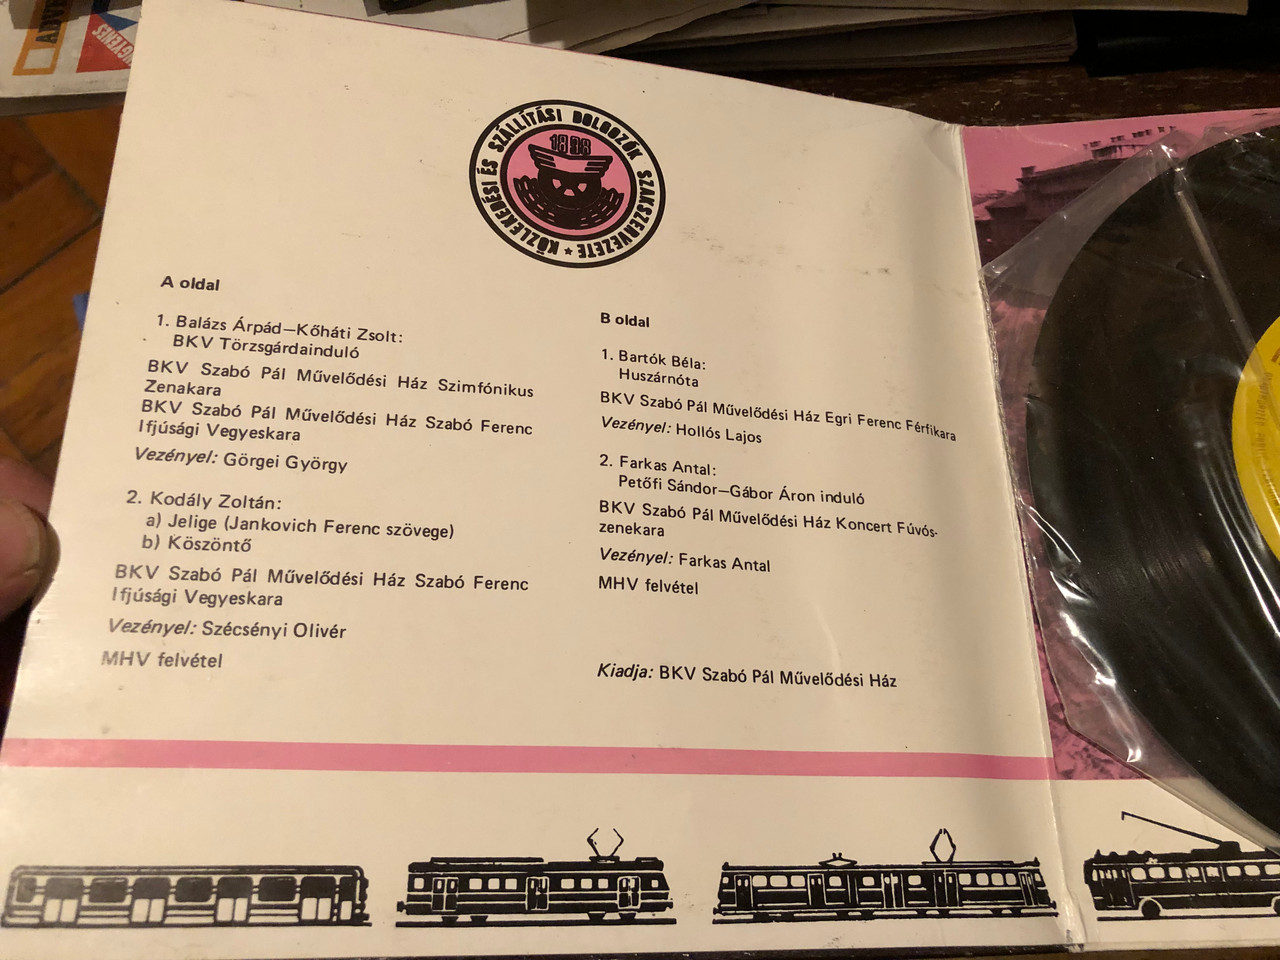 KÖZLEKEDÉSI ÉS SZÁLLÍTÁSI DOLGOZÓK SZAKSZERVEZETE ★
1898
A oldal
1. Balázs Árpád—Kőháti Zsolt:
BKV Törzsgárdainduló
BKV Szabó Pál Művelődési Ház Szimfónikus
Zenakara
BKV Szabó Pál Művelődési Ház Szabó Ferenc
Ifjúsági Vegyeskara
Vezényel: Görgei György
2. Kodály Zoltán:
a) Jelige (Jankovich Ferenc szövege)
b) Köszöntő
BKV Szabó Pál Művelődési Ház Szabó Ferenc
Ifjúsági Vegyeskara
Vezényel: Szécsényi Olivér
MHV felvétel
B oldal
1. Bartók Béla:
Huszárnóta
BKV Szabó Pál Művelődési Ház Egri Ferenc Férfikara
Vezényel: Hollós Lajos
2. Farkas Antal:
Petőfi Sándor—Gábor Áron induló
BKV Szabó Pál Művelődési Ház Koncert Fúvós-
zenekara
Vezényel: Farkas Antal
MHV felvétel
Kiadja: BKV Szabó Pál Művelődési Ház